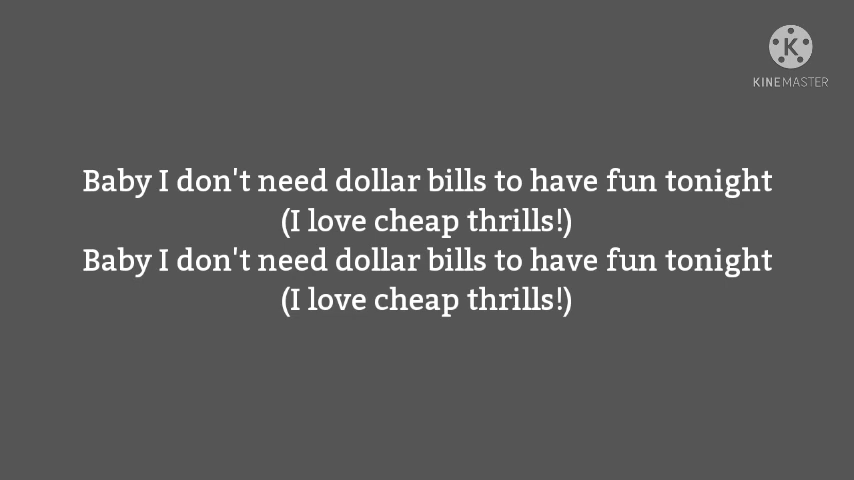 K
KINEMASTER
Baby I don't need dollar bills to have fun tonight
(I love cheap thrills!)
Baby I don't need dollar bills to have fun tonight
(I love cheap thrills!)